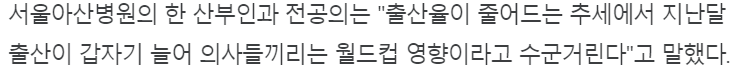 서울아산병원의 한 산부인과 전공의는 "출산율이 줄어드는 추세에서 지난달
출산이 갑자기 늘어 의사들끼리는 월드컵 영향이라고 수군거린다"고 말했다.